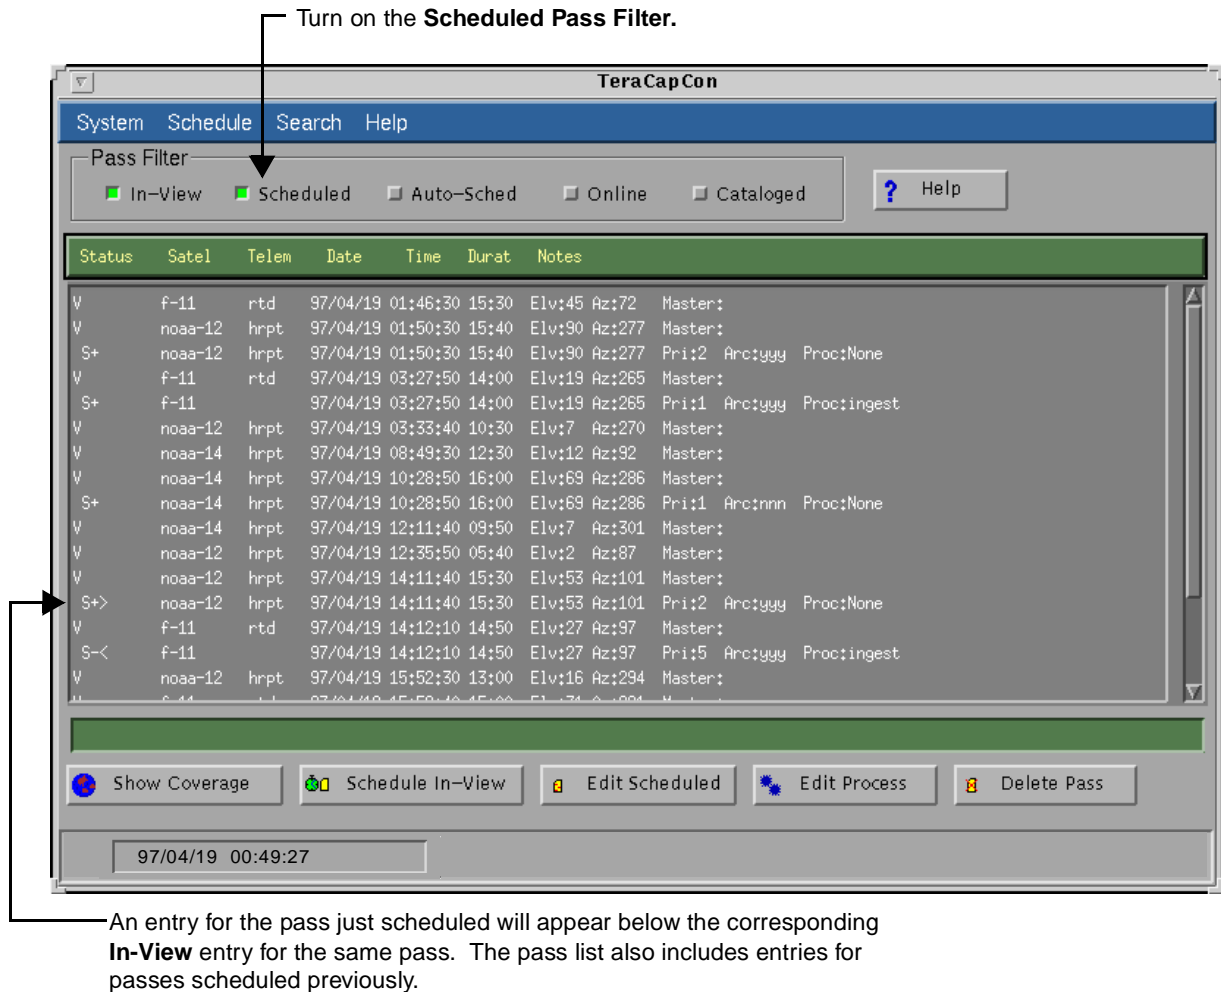 Turn on the Scheduled Pass Filter.
TeraCapCon
System Schedule Search Help
Pass Filter
In-View Scheduled Auto-Sched Online Cataloged
? Help
Status Satel Telem Date Time Durat Notes
V f-11 rtd 97/04/19 01:46:30 15:30 Elv:45 Az:72 Master:
V noaa-12 hrpt 97/04/19 01:50:30 15:40 Elv:90 Az:277 Master:
S+ noaa-12 hrpt 97/04/19 01:50:30 15:40 Elv:90 Az:277 Pri:2 Arc:yyy Proc:None
V f-11 rtd 97/04/19 03:27:50 14:00 Elv:19 Az:265 Master:
S+ f-11 97/04/19 03:27:50 14:00 Elv:19 Az:265 Pri:1 Arc:yyy Proc:ingest
V noaa-12 hrpt 97/04/19 03:33:40 10:30 Elv:7 Az:270 Master:
V noaa-14 hrpt 97/04/19 08:49:30 12:30 Elv:12 Az:92 Master:
V noaa-14 hrpt 97/04/19 10:28:50 16:00 Elv:69 Az:286 Master:
S+ noaa-14 hrpt 97/04/19 10:28:50 16:00 Elv:69 Az:286 Pri:1 Arc:nnn Proc:None
V noaa-14 hrpt 97/04/19 12:11:40 09:50 Elv:7 Az:301 Master:
V noaa-12 hrpt 97/04/19 12:35:50 05:40 Elv:2 Az:87 Master:
V noaa-12 hrpt 97/04/19 14:11:40 15:30 Elv:53 Az:101 Master:
S+> noaa-12 hrpt 97/04/19 14:11:40 15:30 Elv:53 Az:101 Pri:2 Arc:yyy Proc:None
V f-11 rtd 97/04/19 14:12:10 14:50 Elv:27 Az:97 Master:
S-< f-11 97/04/19 14:12:10 14:50 Elv:27 Az:97 Pri:5 Arc:yyy Proc:ingest
V noaa-12 hrpt 97/04/19 15:52:30 13:00 Elv:16 Az:294 Master:
Show Coverage Schedule In-View Edit Scheduled Edit Process Delete Pass
97/04/19 00:49:27
An entry for the pass just scheduled will appear below the corresponding
In-View entry for the same pass. The pass list also includes entries for
passes scheduled previously.